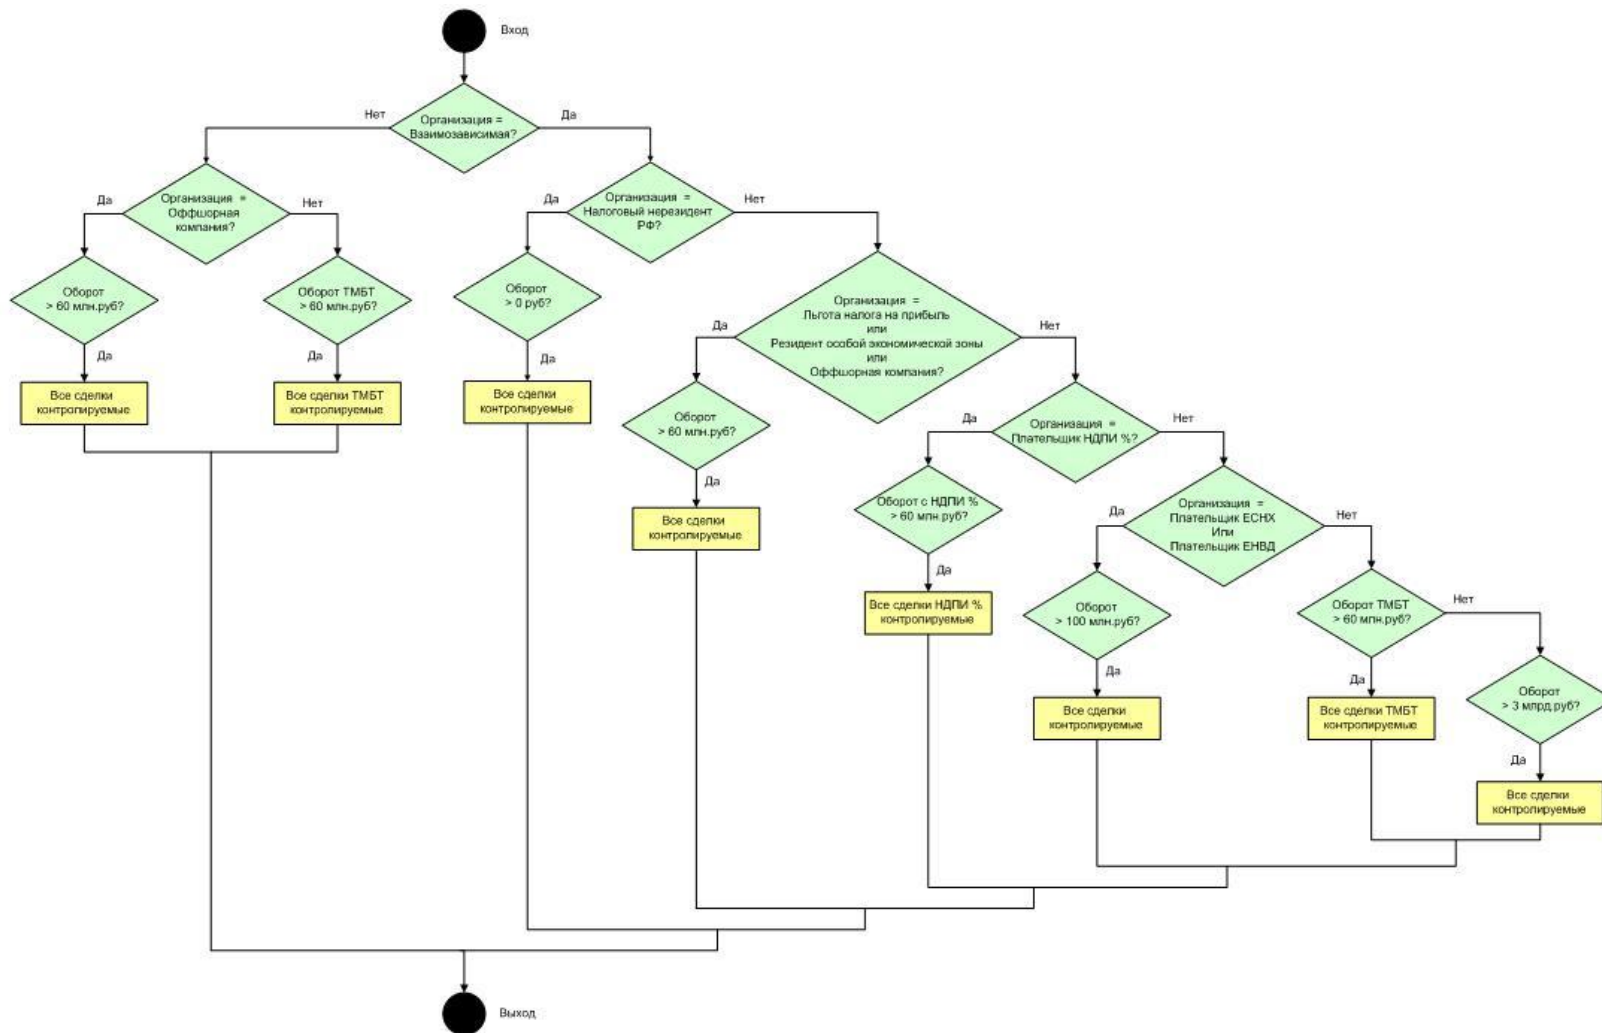 Вход
Организация =
Взаимозависимая?
Нет
Да
Организация =
Оффшорная
компания?
Да
Нет
Оборот
> 60 млн.руб?
Да
Все сделки
контролируемые
Оборот ТМБТ
> 60 млн.руб?
Да
Все сделки ТМБТ
контролируемые
Организация =
Налоговый нерезидент
РФ?
Да
Нет
Оборот
> 0 руб?
Да
Все сделки
контролируемые
Организация =
Льгота налога на прибыль
или
Резидент особой экономической зоны
или
Оффшорная компания?
Да
Нет
Оборот
> 60 млн.руб?
Да
Все сделки
контролируемые
Организация =
Плательщик НДПИ %?
Да
Нет
Оборот с НДПИ %
> 60 млн.руб?
Да
Все сделки НДПИ %
контролируемые
Организация =
Плательщик ЕСНХ
Или
Плательщик ЕНВД
Да
Нет
Оборот
> 100 млн.руб?
Да
Все сделки
контролируемые
Оборот ТМБТ
> 60 млн.руб?
Нет
Да
Все сделки ТМБТ
контролируемые
Оборот
> 3 млрд.руб?
Да
Все сделки
контролируемые
Выход